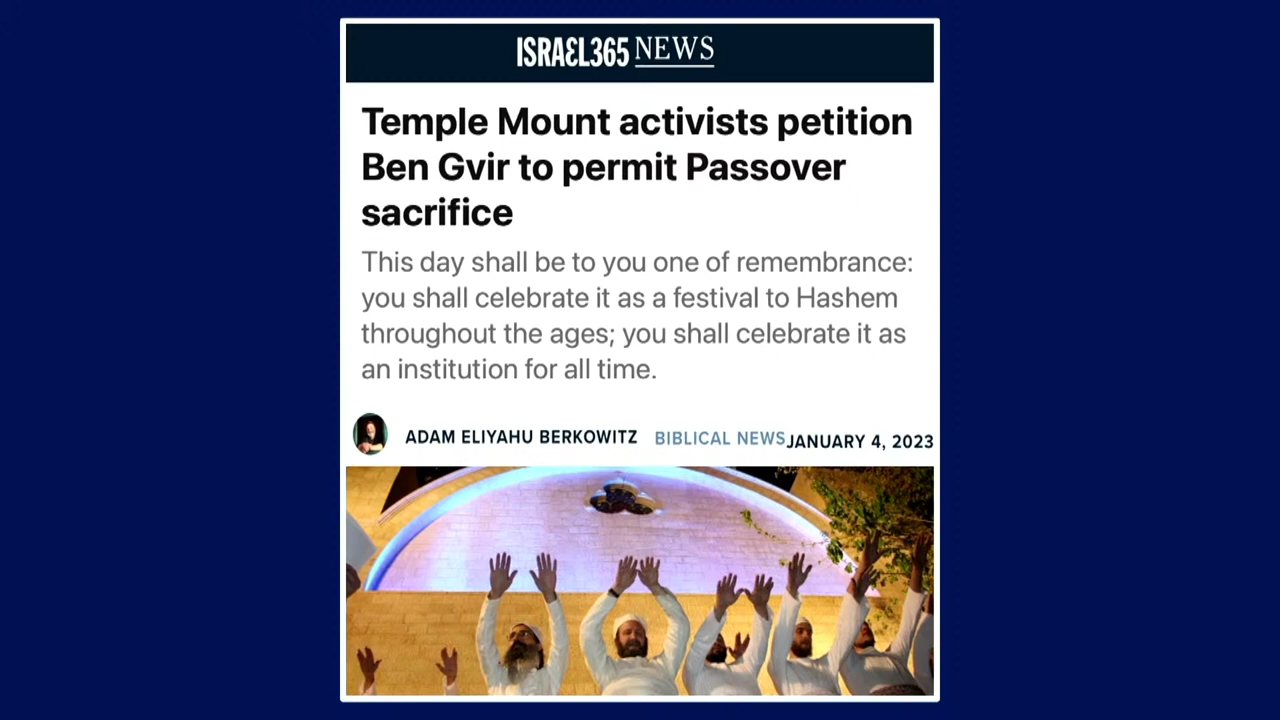 ISRAEL365 NEWS
Temple Mount activists petition
Ben Gvir to permit Passover
sacrifice
This day shall be to you one of remembrance:
you shall celebrate it as a festival to Hashem
throughout the ages; you shall celebrate it as
an institution for all time.
ADAM ELIYAHU BERKOWITZ BIBLICAL NEWS JANUARY 4, 2023